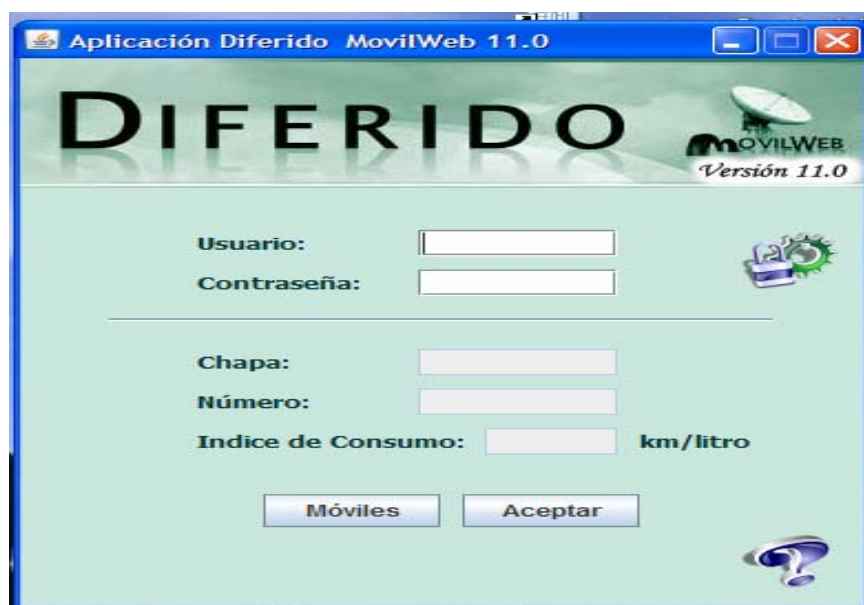 Aplicación Diferido MovilWeb 11.0
DIFERIDO
MOVILWEB
Versión 11.0
Usuario:
Contraseña:
Chapa:
Número:
Indice de Consumo: km/litro
Móviles Aceptar